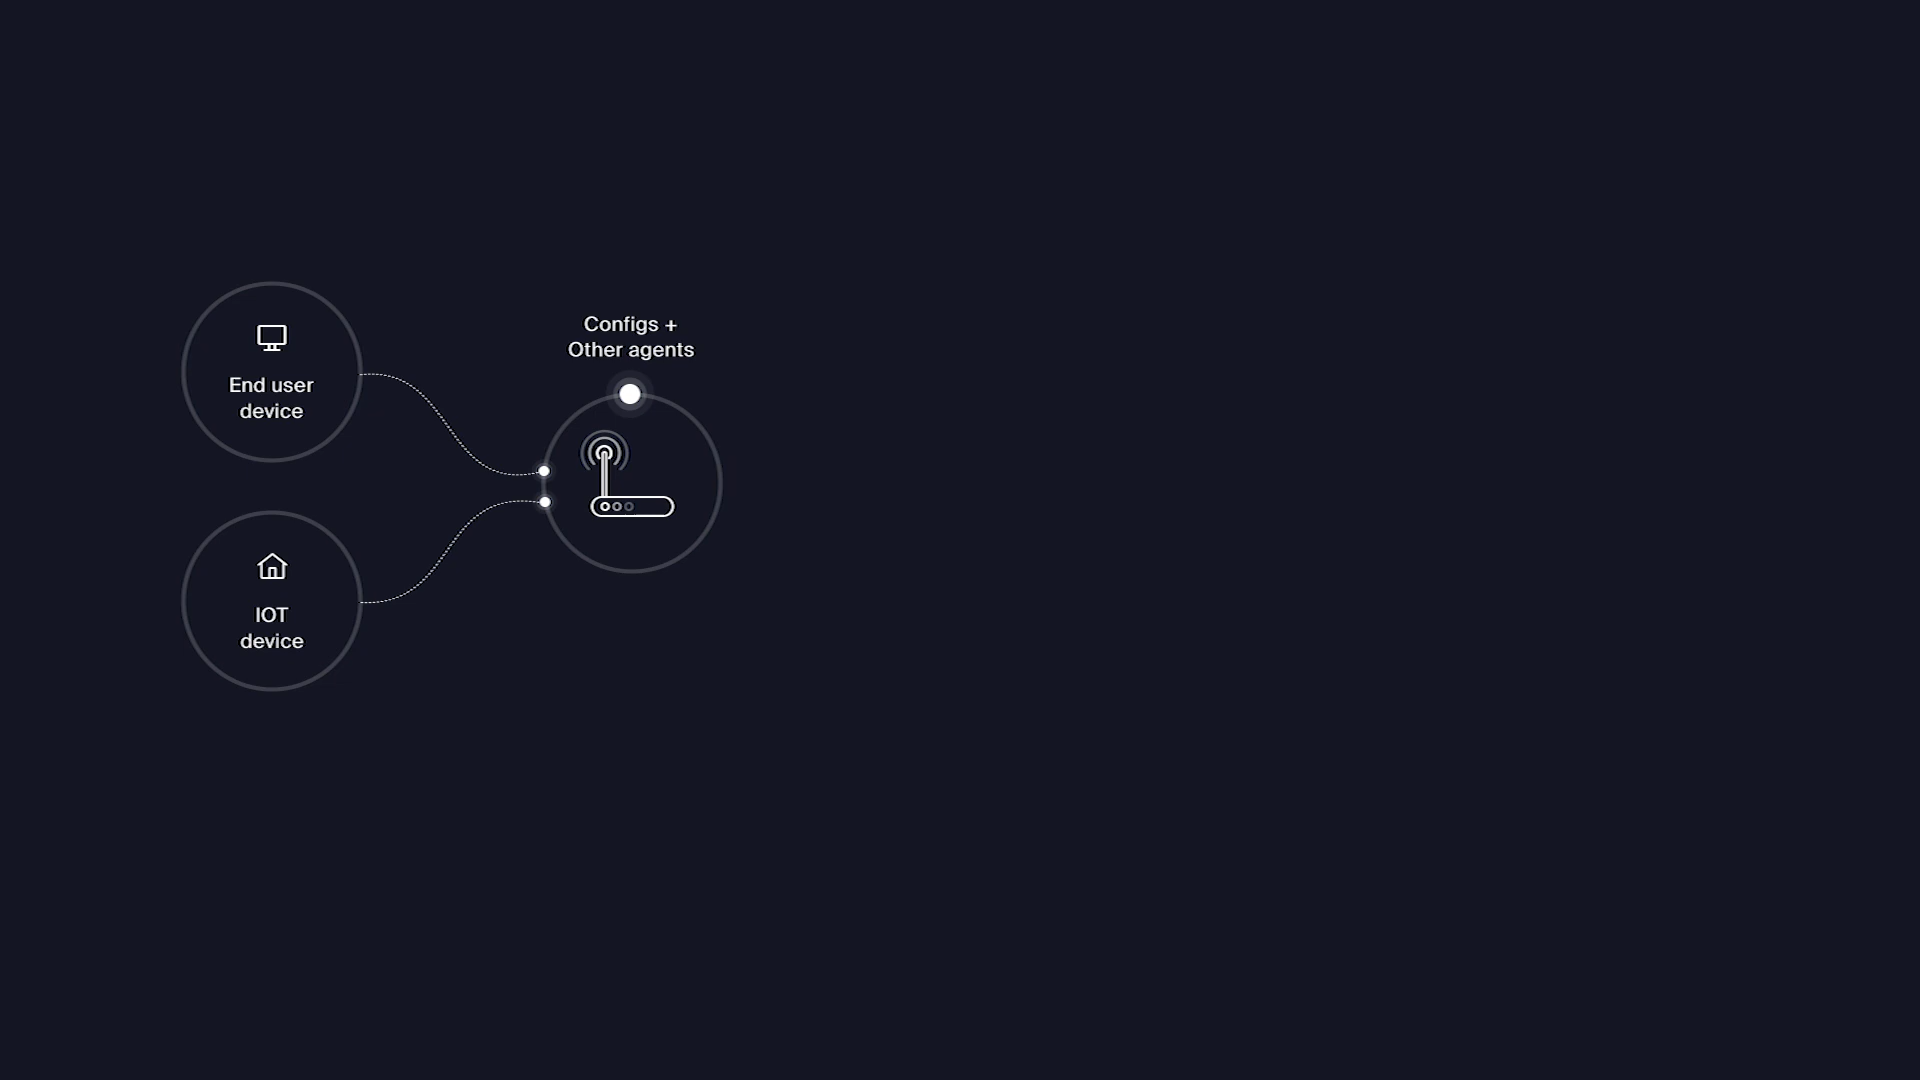 End user
device
Configs +
Other agents
IOT
device